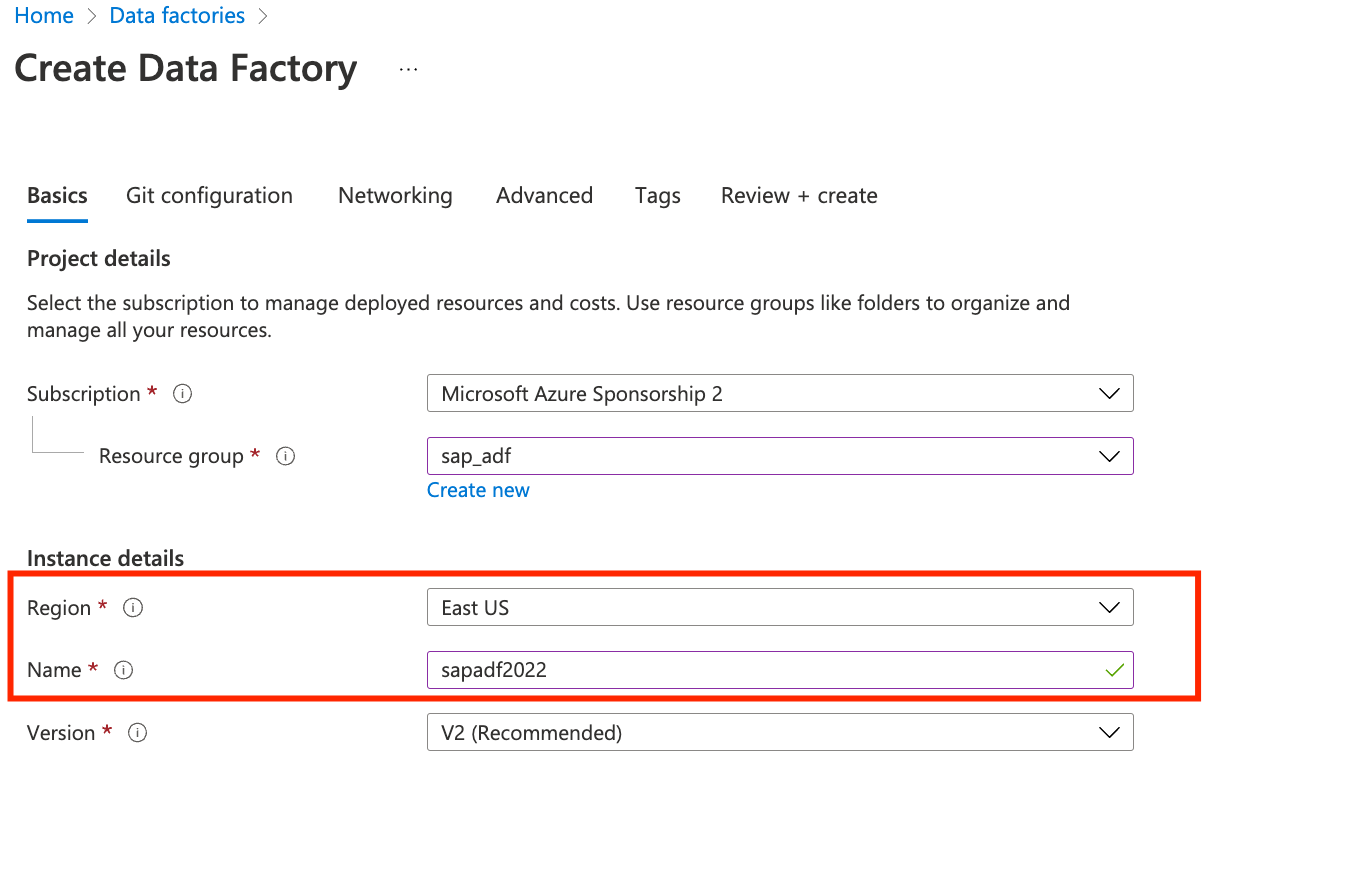 Home > Data factories >
Create Data Factory ...
Basics Git configuration Networking Advanced Tags Review + create
Project details
Select the subscription to manage deployed resources and costs. Use resource groups like folders to organize and
manage all your resources.
Subscription * Microsoft Azure Sponsorship 2
Resource group * sap_adf
Create new
Instance details
Region * East US
Name * sapadf2022
Version * V2 (Recommended)